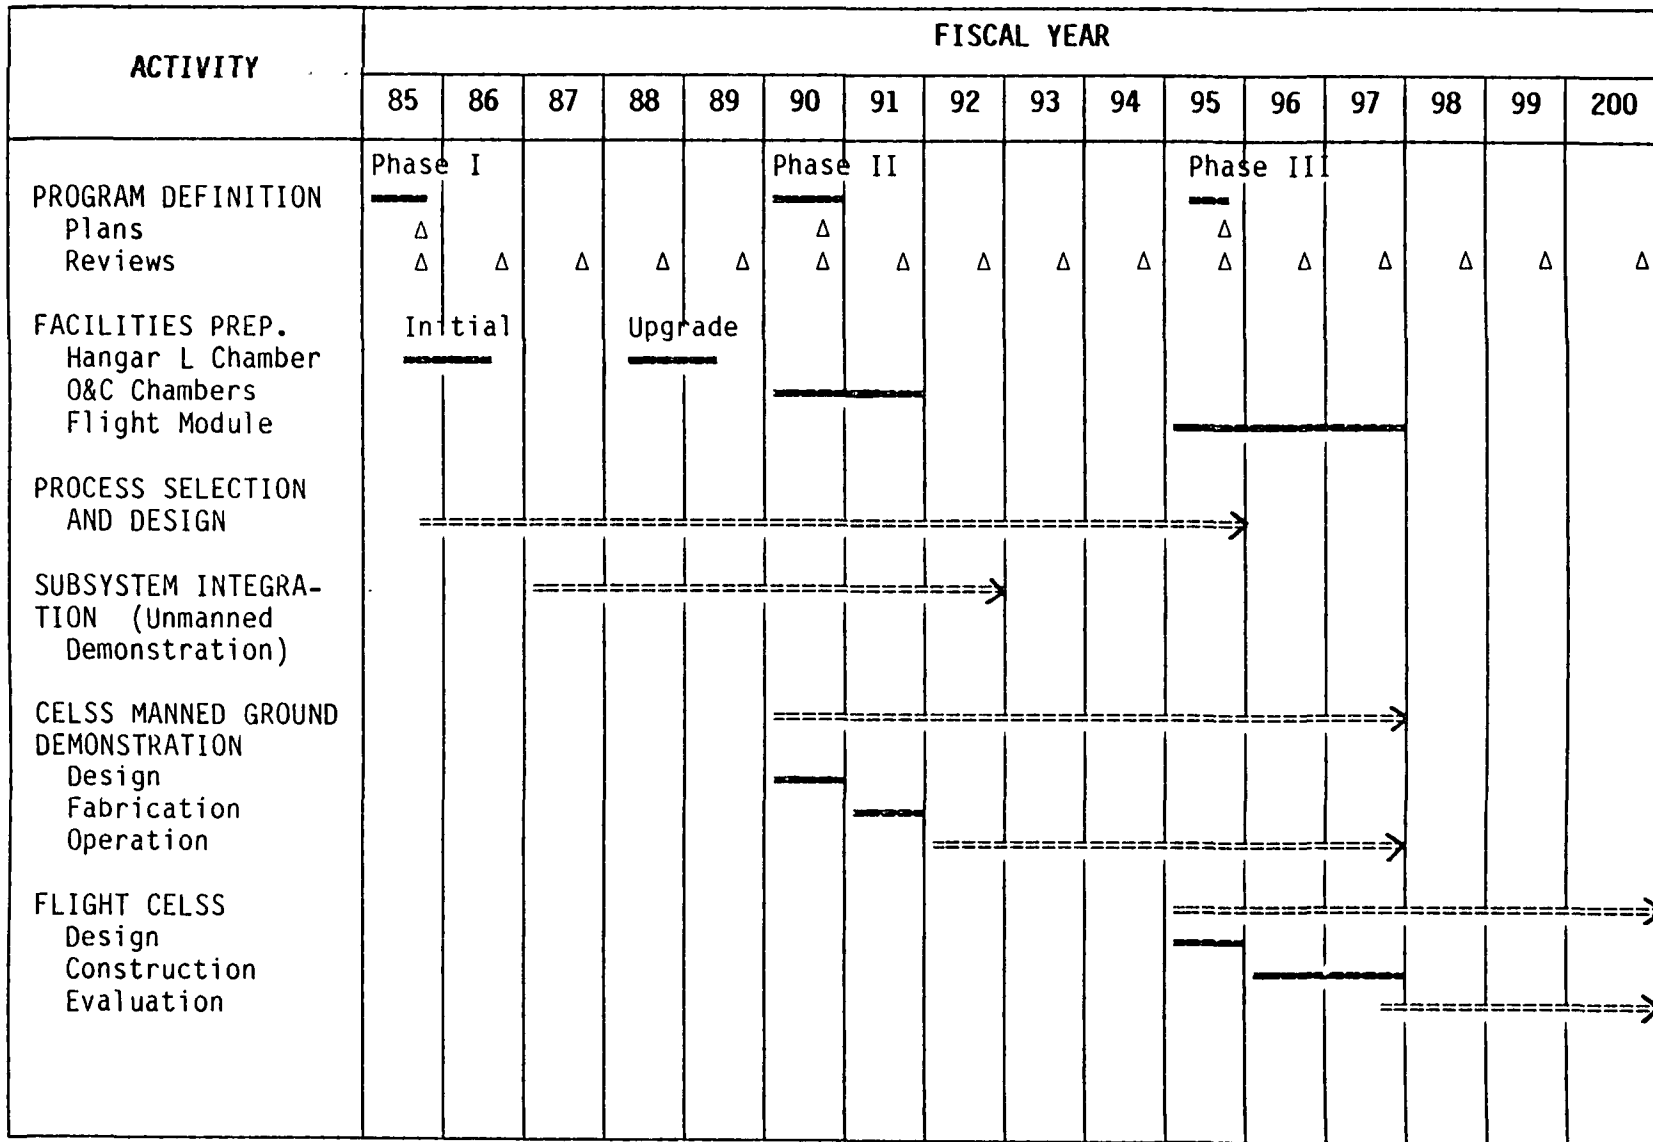 ACTIVITY
FISCAL YEAR
85 86 87 88 89 90 91 92 93 94 95 96 97 98 99 200
Phase I Phase II Phase III
PROGRAM DEFINITION
Plans Δ Δ Δ
Reviews Δ Δ Δ Δ Δ Δ Δ Δ Δ Δ Δ Δ Δ Δ Δ Δ
FACILITIES PREP. Initial Upgrade
Hangar L Chamber
O&C Chambers
Flight Module
PROCESS SELECTION
AND DESIGN
SUBSYSTEM INTEGRA-
TION (Unmanned
Demonstration)
CELSS MANNED GROUND
DEMONSTRATION
Design
Fabrication
Operation
FLIGHT CELSS
Design
Construction
Evaluation